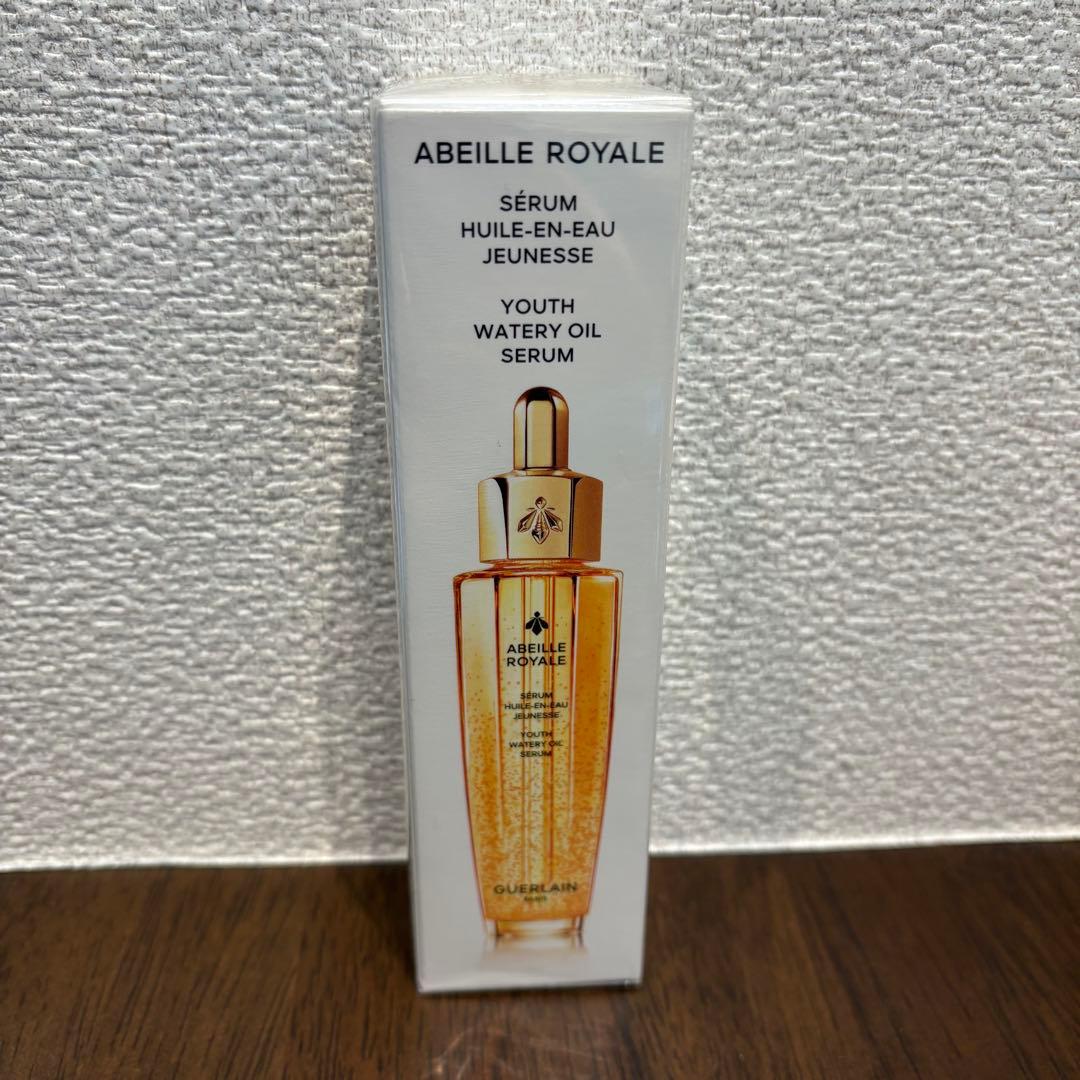 ABEILLE ROYALE
SÉRUM
HUILE-EN-EAU
JEUNESSE
YOUTH
WATERY OIL
SERUM
ABEILLE
ROYALE
SÉRUM
HUILE-EN-EAU
JEUNESSE
YOUTH
WATERY OIL
SERUM
GUERLAIN
PARIS